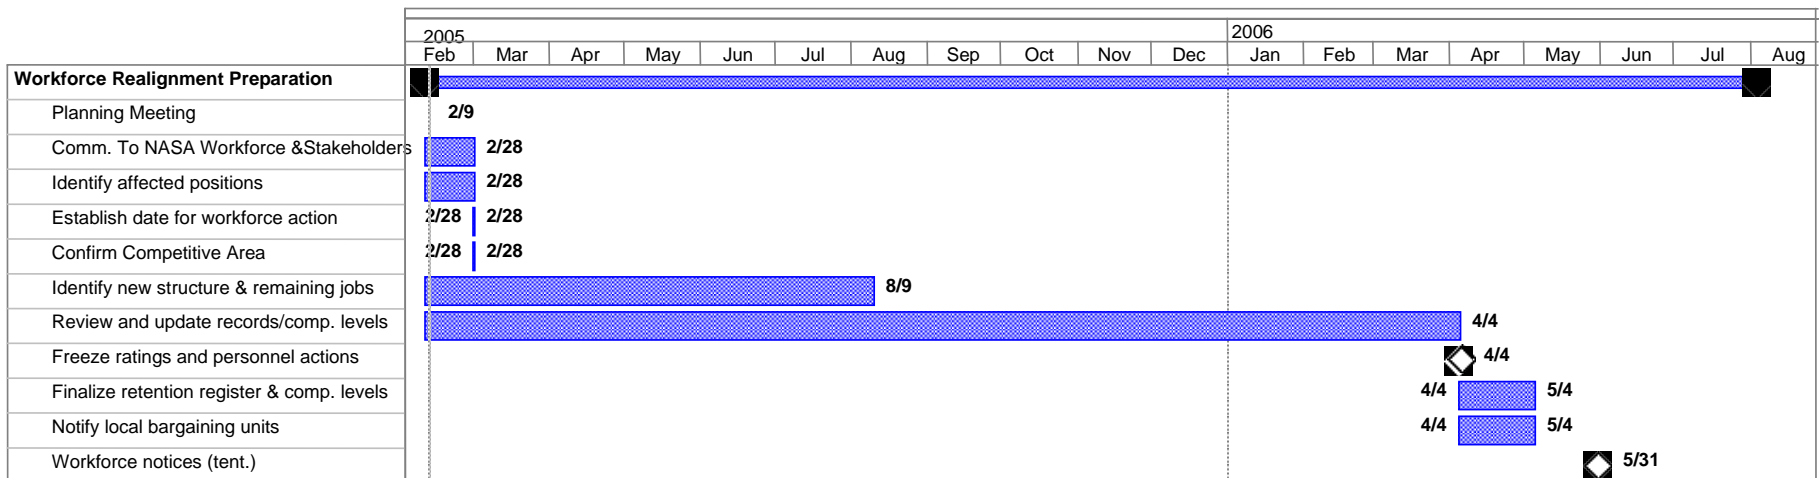 2005 2006
Feb Mar Apr May Jun Jul Aug Sep Oct Nov Dec Jan Feb Mar Apr May Jun Jul Aug
Workforce Realignment Preparation
Planning Meeting 2/9
Comm. To NASA Workforce &Stakeholders 2/28
Identify affected positions 2/28
Establish date for workforce action 2/28 2/28
Confirm Competitive Area 2/28 2/28
Identify new structure & remaining jobs 8/9
Review and update records/comp. levels 4/4
Freeze ratings and personnel actions 4/4
Finalize retention register & comp. levels 4/4 5/4
Notify local bargaining units 4/4 5/4
Workforce notices (tent.) 5/31